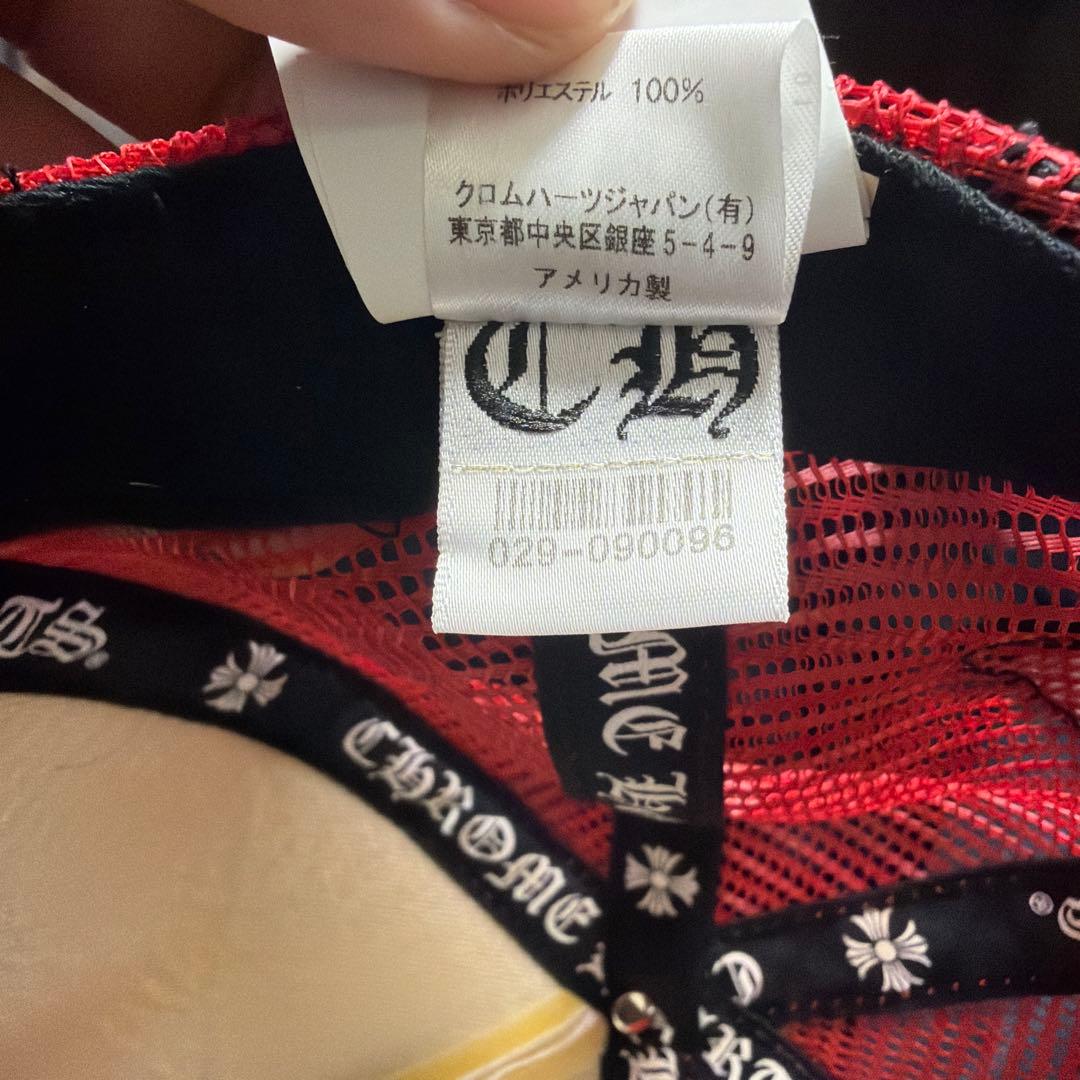 ポリエステル 100%
クロムハーツジャパン(有)
東京都中央区銀座5-4-9
アメリカ製
CH
029-090096
TS®
CHROME
ME